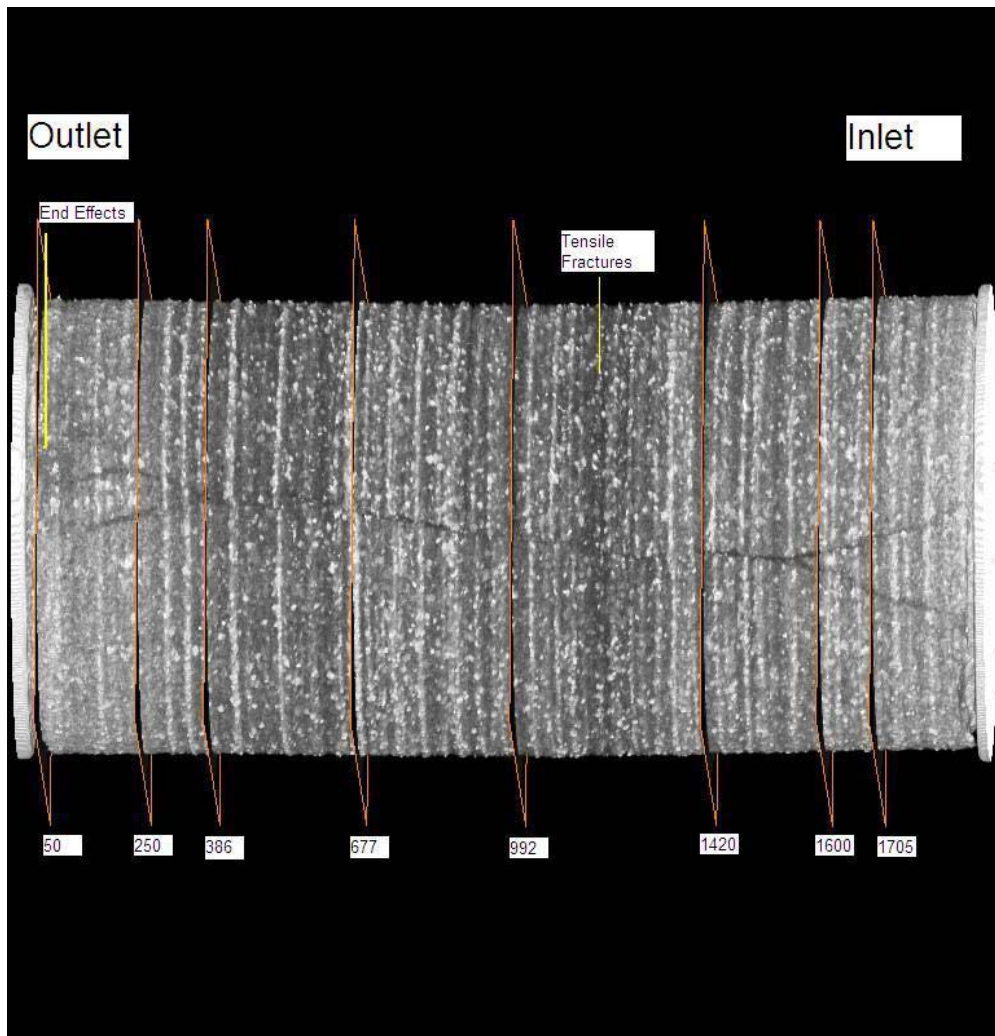 Outlet
Inlet
End Effects
Tensile
Fractures
50
250
386
677
992
1420
1600
1705